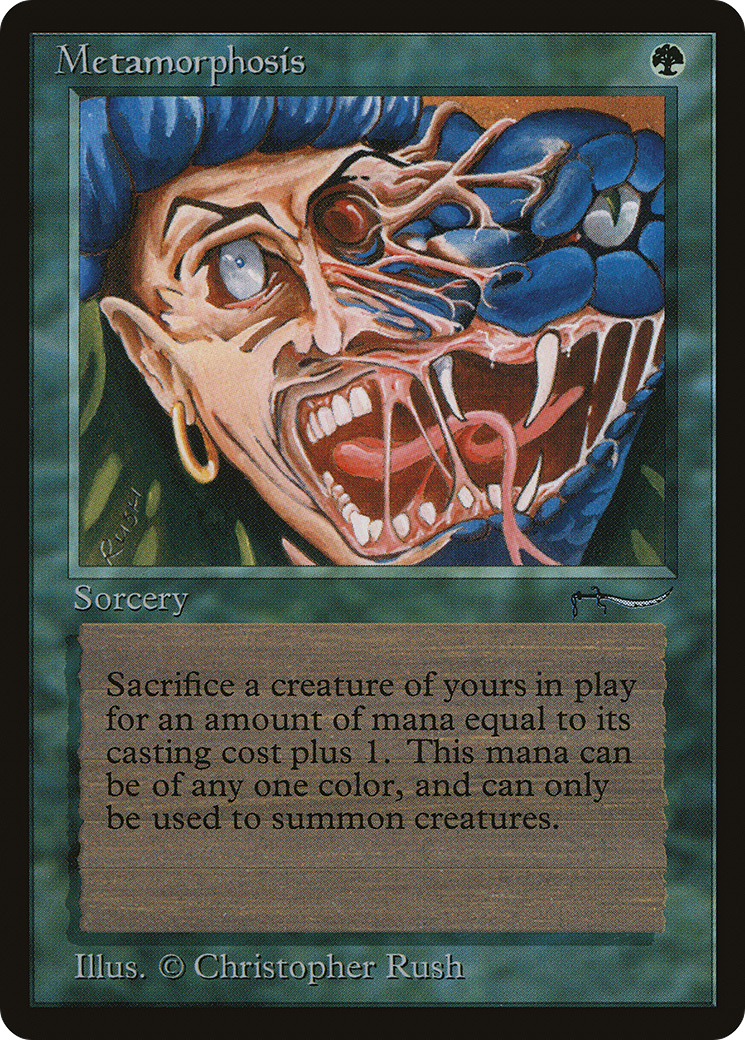 Metamorphosis
RUSH
Sorcery
Sacrifice a creature of yours in play
for an amount of mana equal to its
casting cost plus 1. This mana can
be of any one color, and can only
be used to summon creatures.
Illus. © Christopher Rush